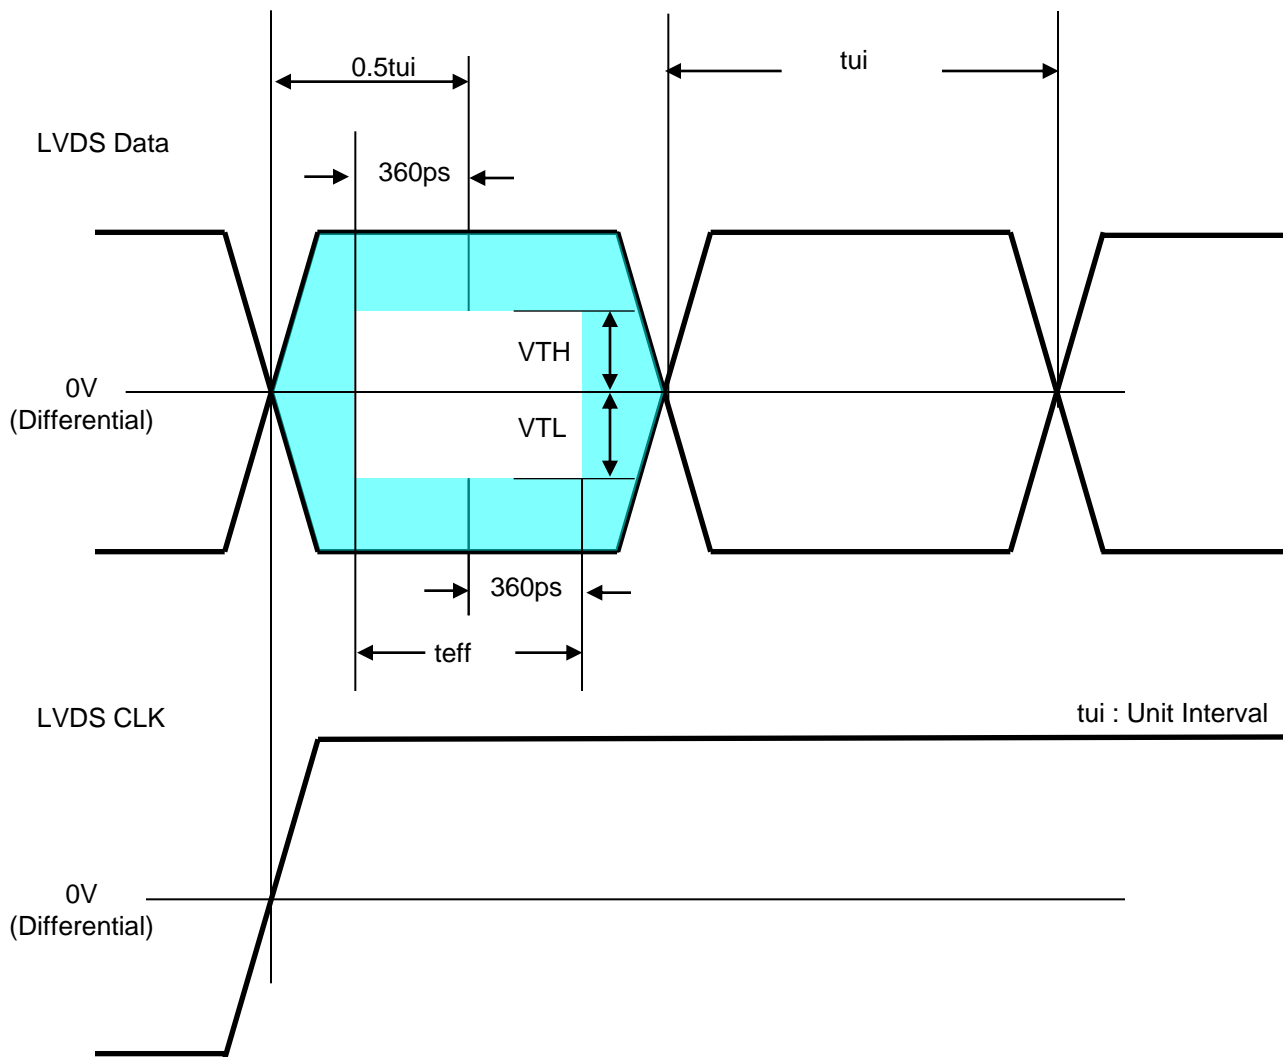 0.5tui
tui
LVDS Data
360ps
VTH
0V
(Differential)
VTL
360ps
teff
LVDS CLK
tui : Unit Interval
0V
(Differential)